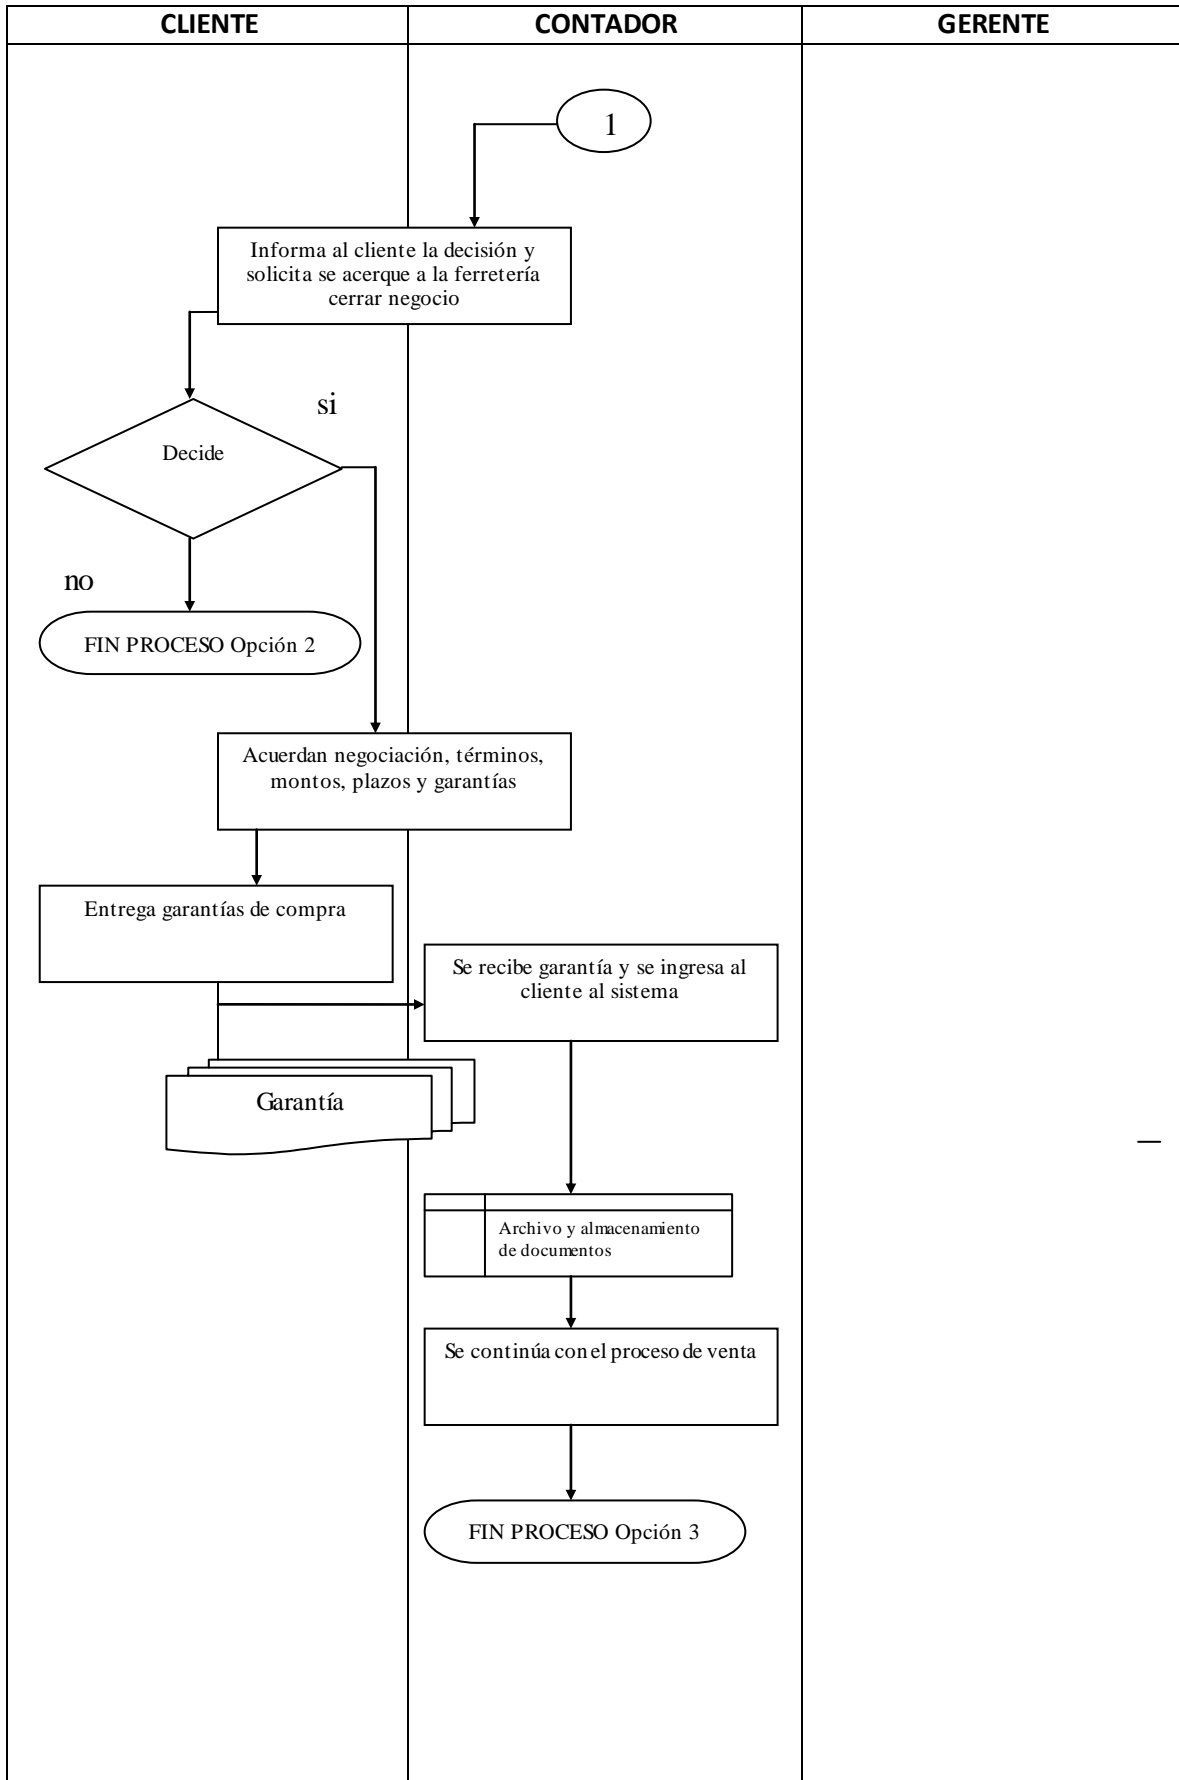 CLIENTE
CONTADOR
GERENTE
1
Informa al cliente la decisión y
solicita se acerque a la ferretería
cerrar negocio
si
Decide
no
FIN PROCESO Opción 2
Acuerdan negociación, términos,
montos, plazos y garantías
Entrega garantías de compra
Se recibe garantía y se ingresa al
cliente al sistema
Garantía
Archivo y almacenamiento
de documentos
Se continúa con el proceso de venta
FIN PROCESO Opción 3